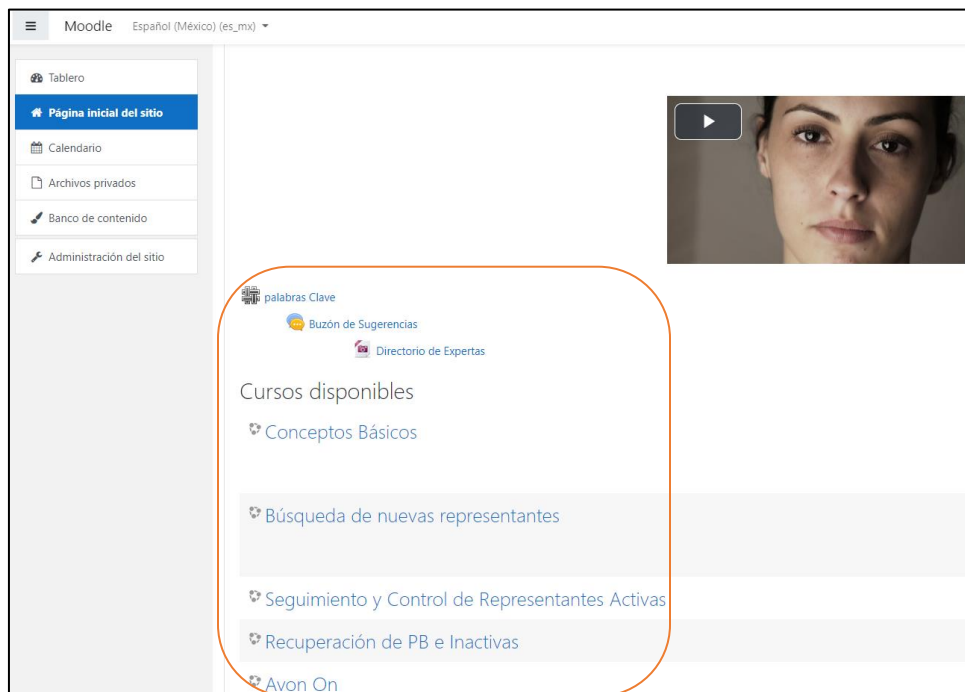 Moodle Español (México) (es_mx)
Tablero
Página inicial del sitio
Calendario
Archivos privados
Banco de contenido
Administración del sitio
palabras Clave
Buzón de Sugerencias
Directorio de Expertas
Cursos disponibles
Conceptos Básicos
Búsqueda de nuevas representantes
Seguimiento y Control de Representantes Activas
Recuperación de PB e Inactivas
Avon On